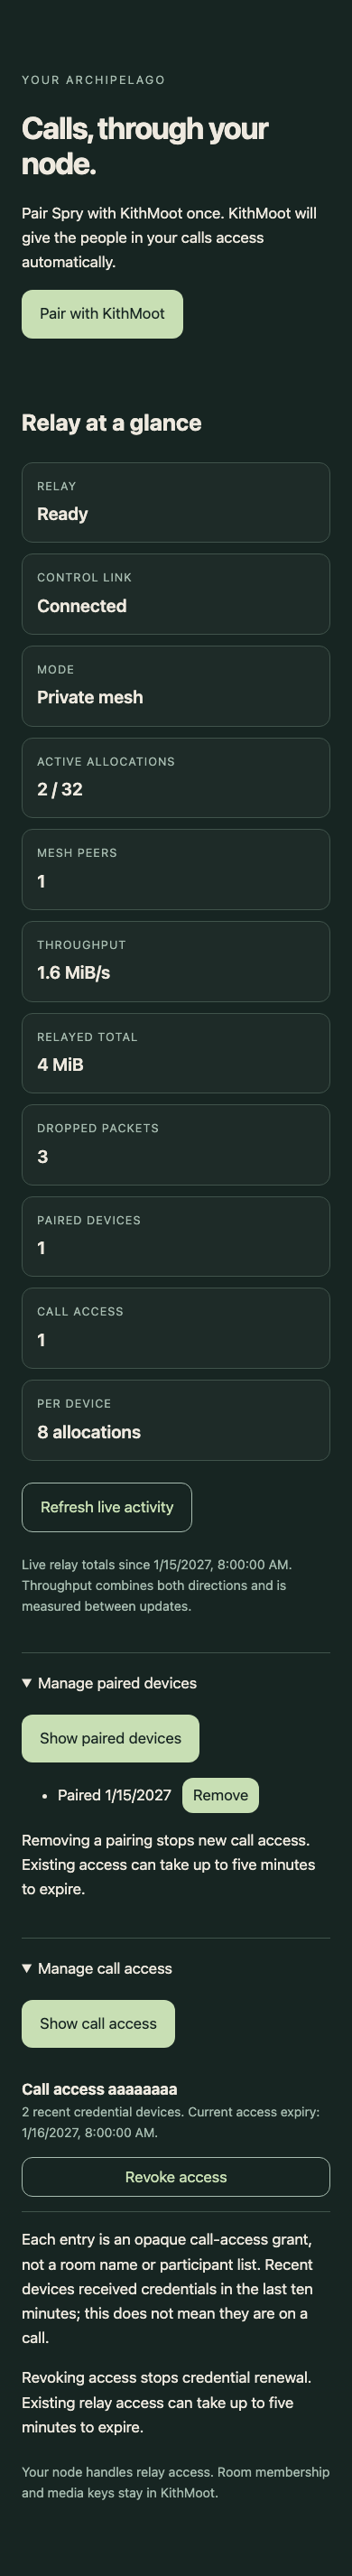 YOUR ARCHIPELAGO
Calls, through your
node.
Pair Spry with KithMoot once. KithMoot will
give the people in your calls access
automatically.
Pair with KithMoot
Relay at a glance
RELAY
Ready
CONTROL LINK
Connected
MODE
Private mesh
ACTIVE ALLOCATIONS
2 / 32
MESH PEERS
1
THROUGHPUT
1.6 MiB/s
RELAYED TOTAL
4 MiB
DROPPED PACKETS
3
PAIRED DEVICES
1
CALL ACCESS
1
PER DEVICE
8 allocations
Refresh live activity
Live relay totals since 1/15/2027, 8:00:00 AM.
Throughput combines both directions and is
measured between updates.
▼ Manage paired devices
Show paired devices
• Paired 1/15/2027 Remove
Removing a pairing stops new call access.
Existing access can take up to five minutes
to expire.
▼ Manage call access
Show call access
Call access aaaaaaaa
2 recent credential devices. Current access expiry:
1/16/2027, 8:00:00 AM.
Revoke access
Each entry is an opaque call-access grant,
not a room name or participant list. Recent
devices received credentials in the last ten
minutes; this does not mean they are on a
call.
Revoking access stops credential renewal.
Existing relay access can take up to five
minutes to expire.
Your node handles relay access. Room membership
and media keys stay in KithMoot.